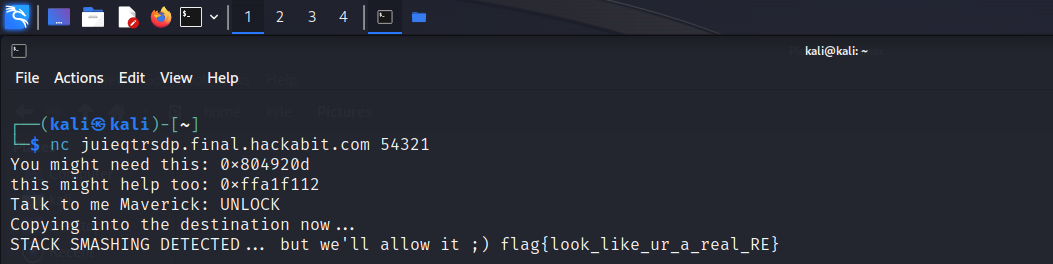 1 2 3 4
kali@kali: ~
File Actions Edit View Help
┌──(kali㉿kali)-[~]
└─$ nc juieqtrsdp.final.hackabit.com 54321
You might need this: 0×804920d
this might help too: 0×ffa1f112
Talk to me Maverick: UNLOCK
Copying into the destination now...
STACK SMASHING DETECTED... but we'll allow it ;) flag{look_like_ur_a_real_RE}